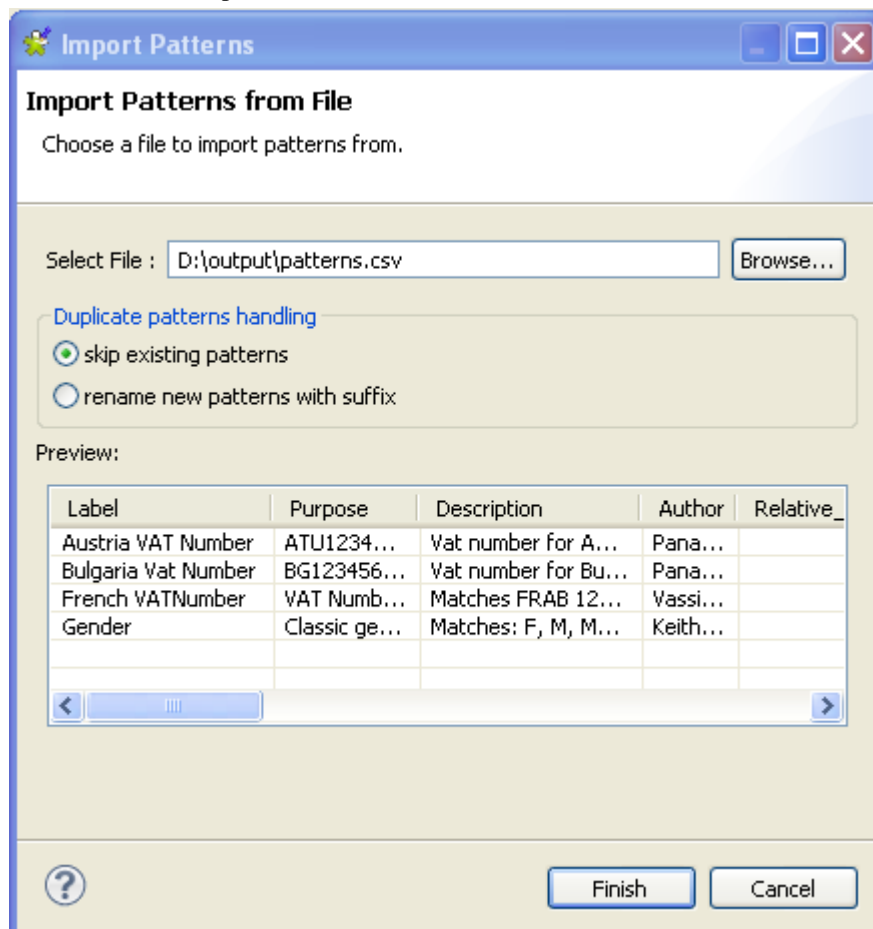 Import Patterns
Import Patterns from File
Choose a file to import patterns from.
Select File : D:\output\patterns.csv Browse...
Duplicate patterns handling
skip existing patterns
rename new patterns with suffix
Preview:
Label Purpose Description Author Relative_
Austria VAT Number ATU1234... Vat number for A... Pana...
Bulgaria Vat Number BG123456... Vat number for Bu... Pana...
French VATNumber VAT Numb... Matches FRAB 12... Vassi...
Gender Classic ge... Matches: F, M, M... Keith...
? Finish Cancel